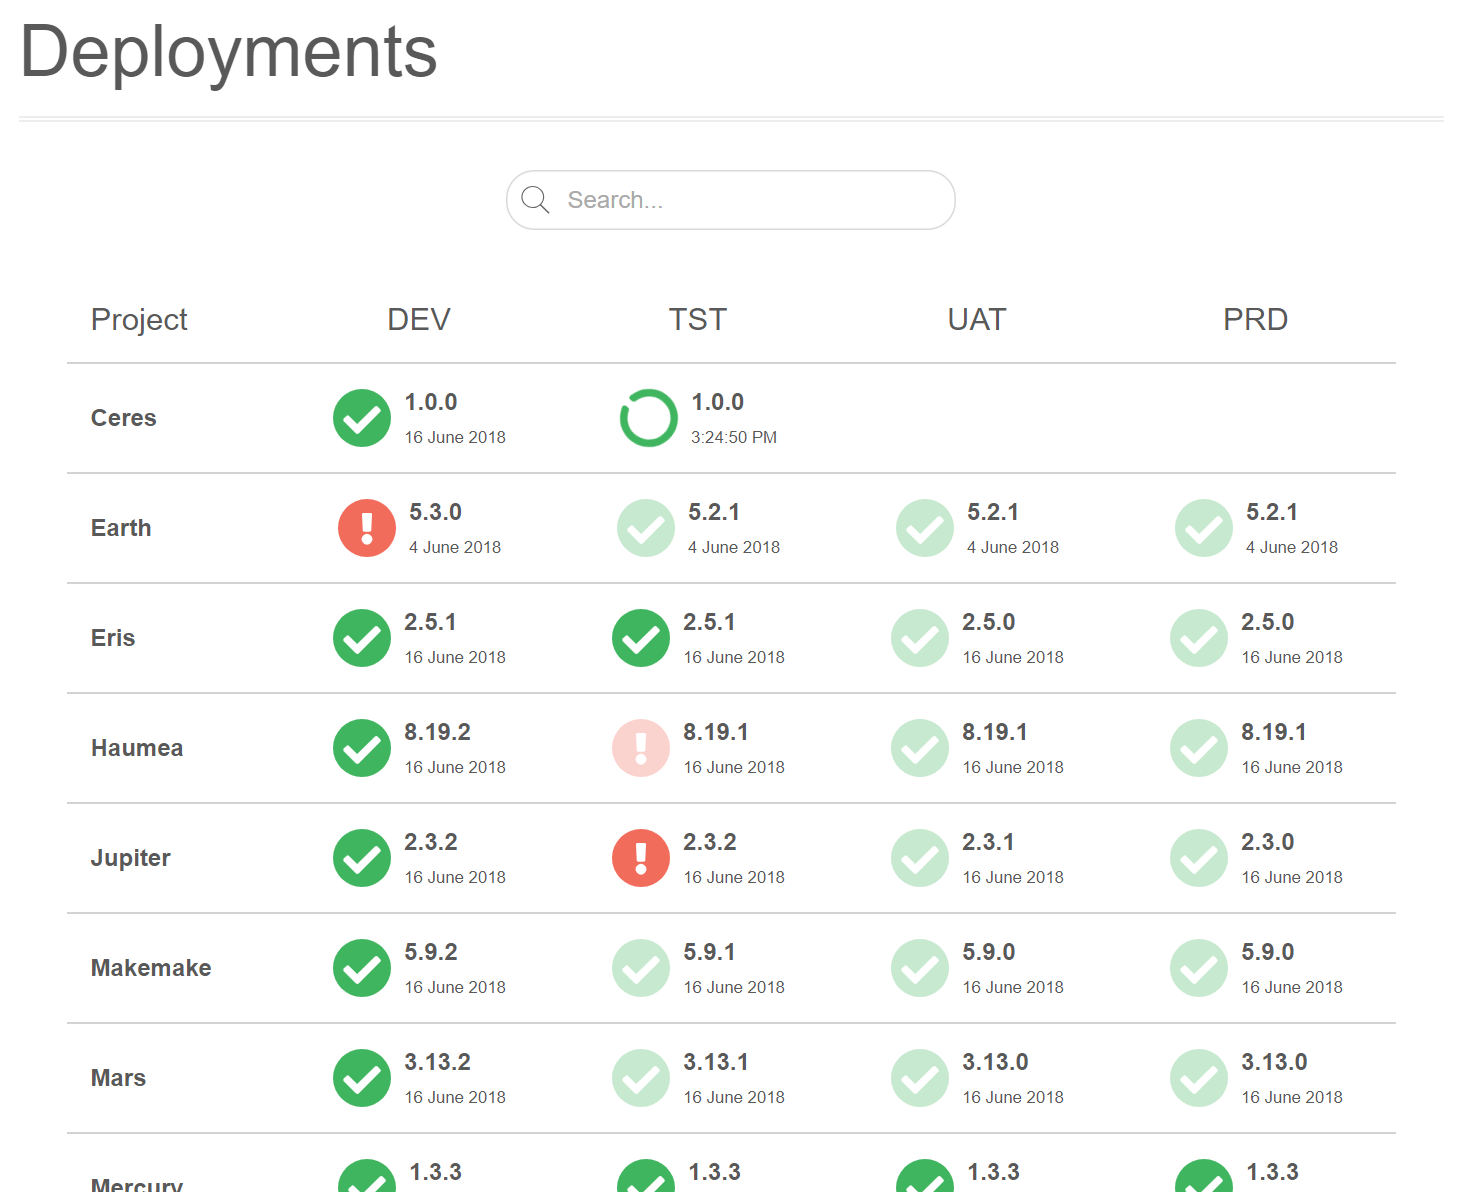 Deployments
Search...
Project DEV TST UAT PRD
1.0.0 1.0.0
Ceres
16 June 2018 3:24:50 PM
5.3.0 5.2.1 5.2.1 5.2.1
Earth
4 June 2018 4 June 2018 4 June 2018 4 June 2018
2.5.1 2.5.1 2.5.0 2.5.0
Eris
16 June 2018 16 June 2018 16 June 2018 16 June 2018
8.19.2 8.19.1 8.19.1 8.19.1
Haumea
16 June 2018 16 June 2018 16 June 2018 16 June 2018
2.3.2 2.3.2 2.3.1 2.3.0
Jupiter
16 June 2018 16 June 2018 16 June 2018 16 June 2018
5.9.2 5.9.1 5.9.0 5.9.0
Makemake
16 June 2018 16 June 2018 16 June 2018 16 June 2018
3.13.2 3.13.1 3.13.0 3.13.0
Mars
16 June 2018 16 June 2018 16 June 2018 16 June 2018
1.3.3 1.3.3 1.3.3 1.3.3
Mercury